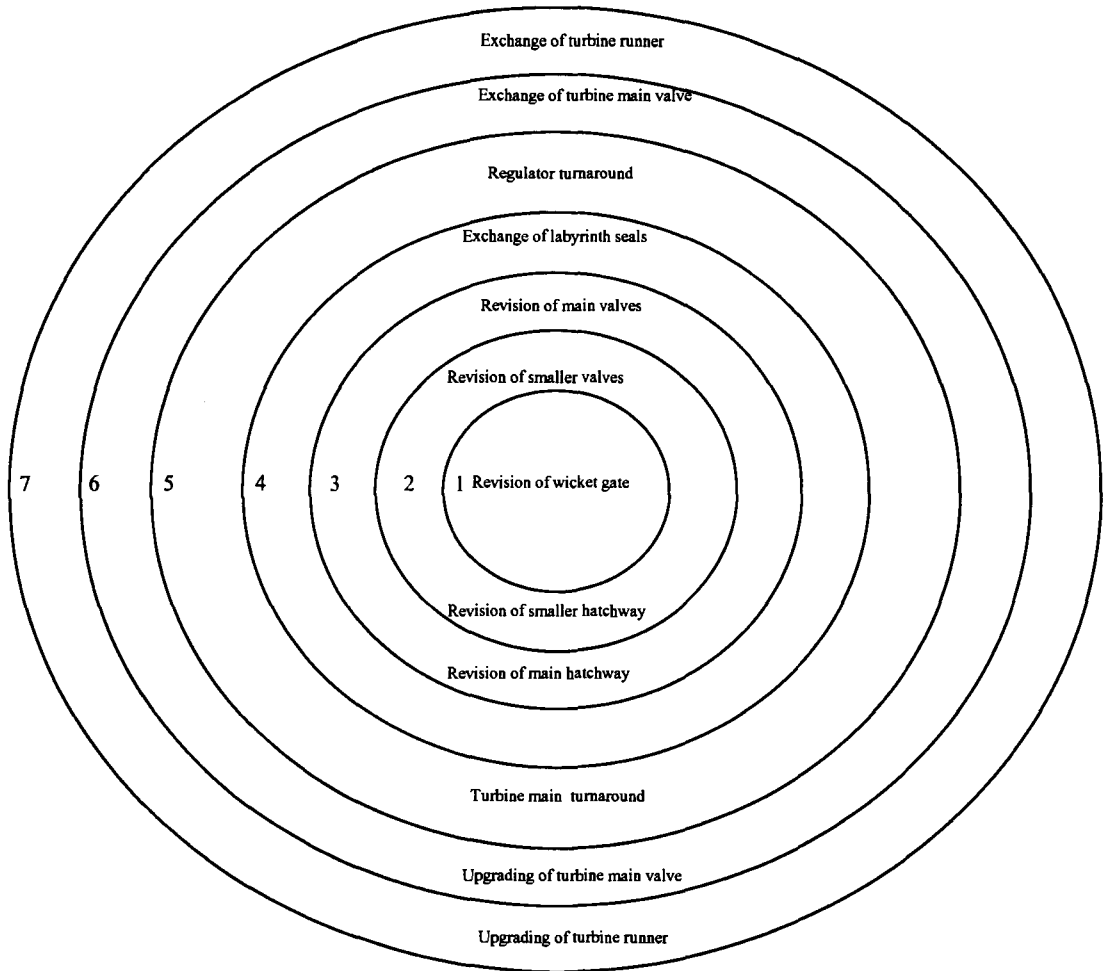 Exchange of turbine runner
Exchange of turbine main valve
Regulator turnaround
Exchange of labyrinth seals
Revision of main valves
Revision of smaller valves
7 6 5 4 3 2 1 Revision of wicket gate
Revision of smaller hatchway
Revision of main hatchway
Turbine main turnaround
Upgrading of turbine main valve
Upgrading of turbine runner